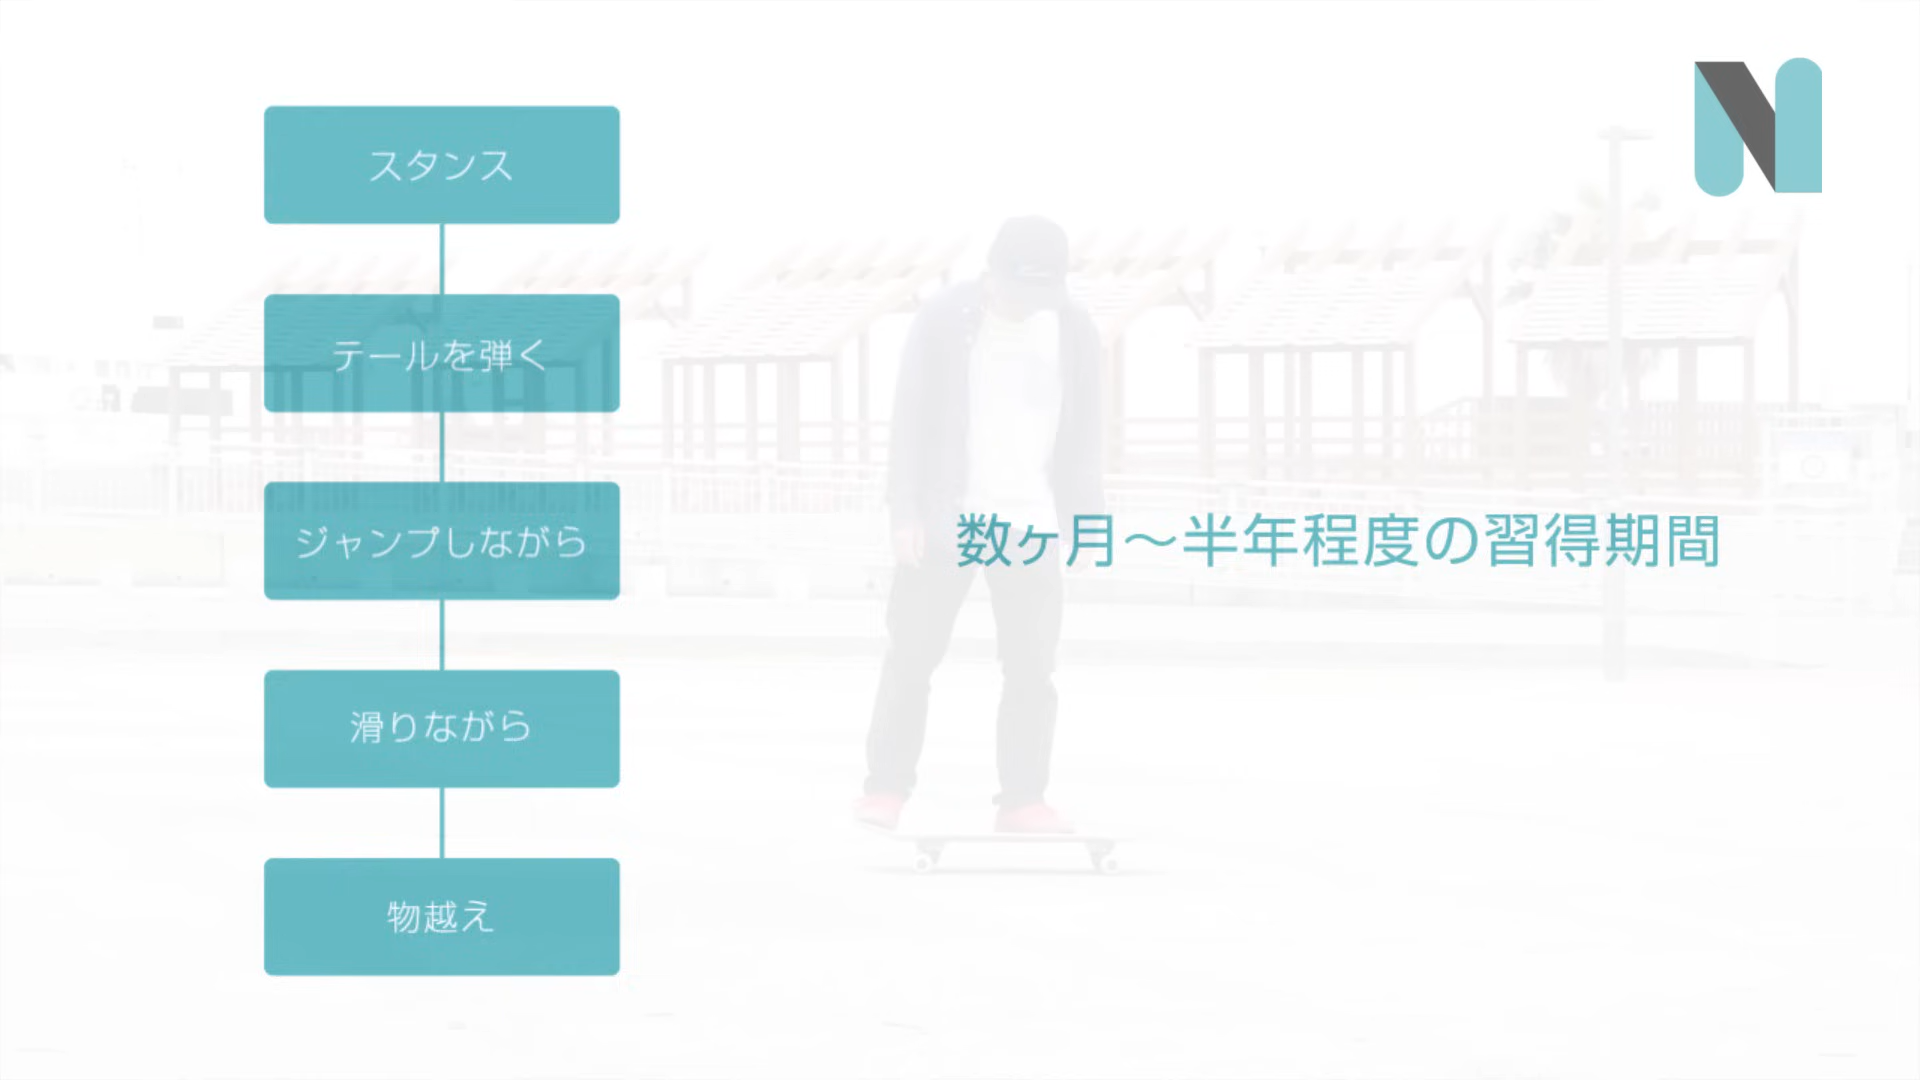 スタンス
テールを弾く
ジャンプしながら
滑りながら
物越え
数ヶ月〜半年程度の習得期間